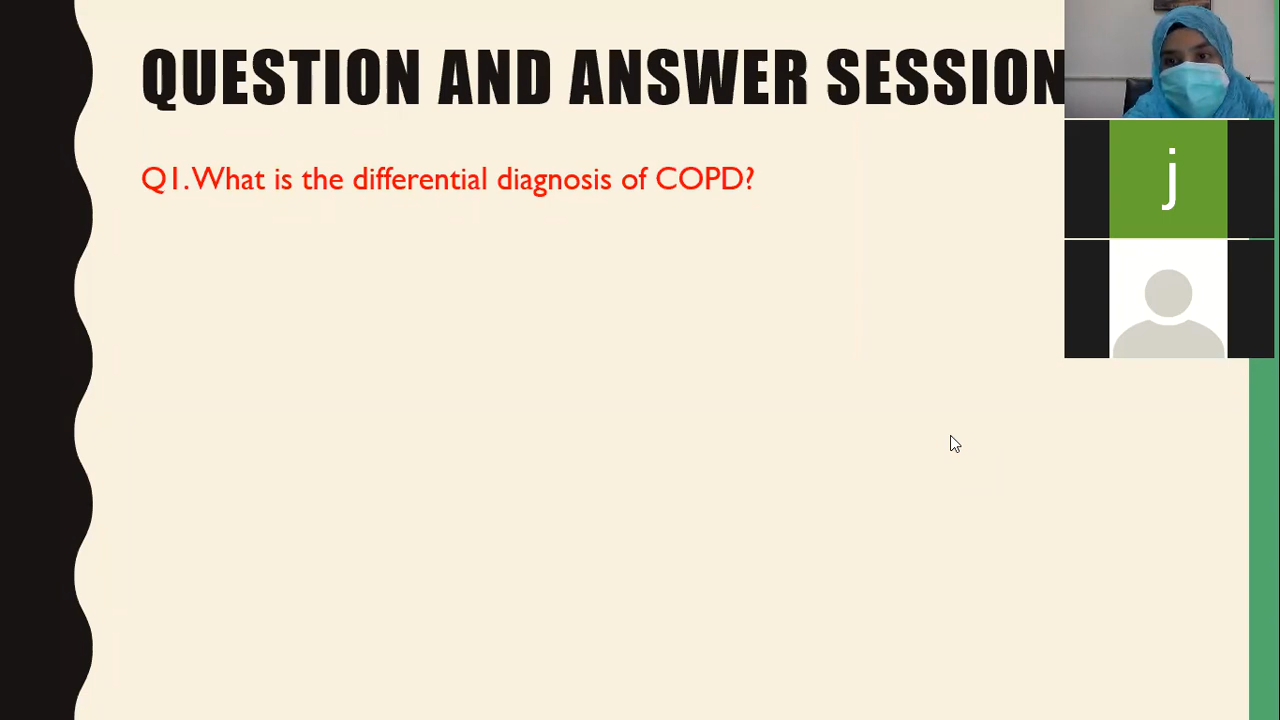 QUESTION AND ANSWER SESSION
Q1. What is the differential diagnosis of COPD?
j